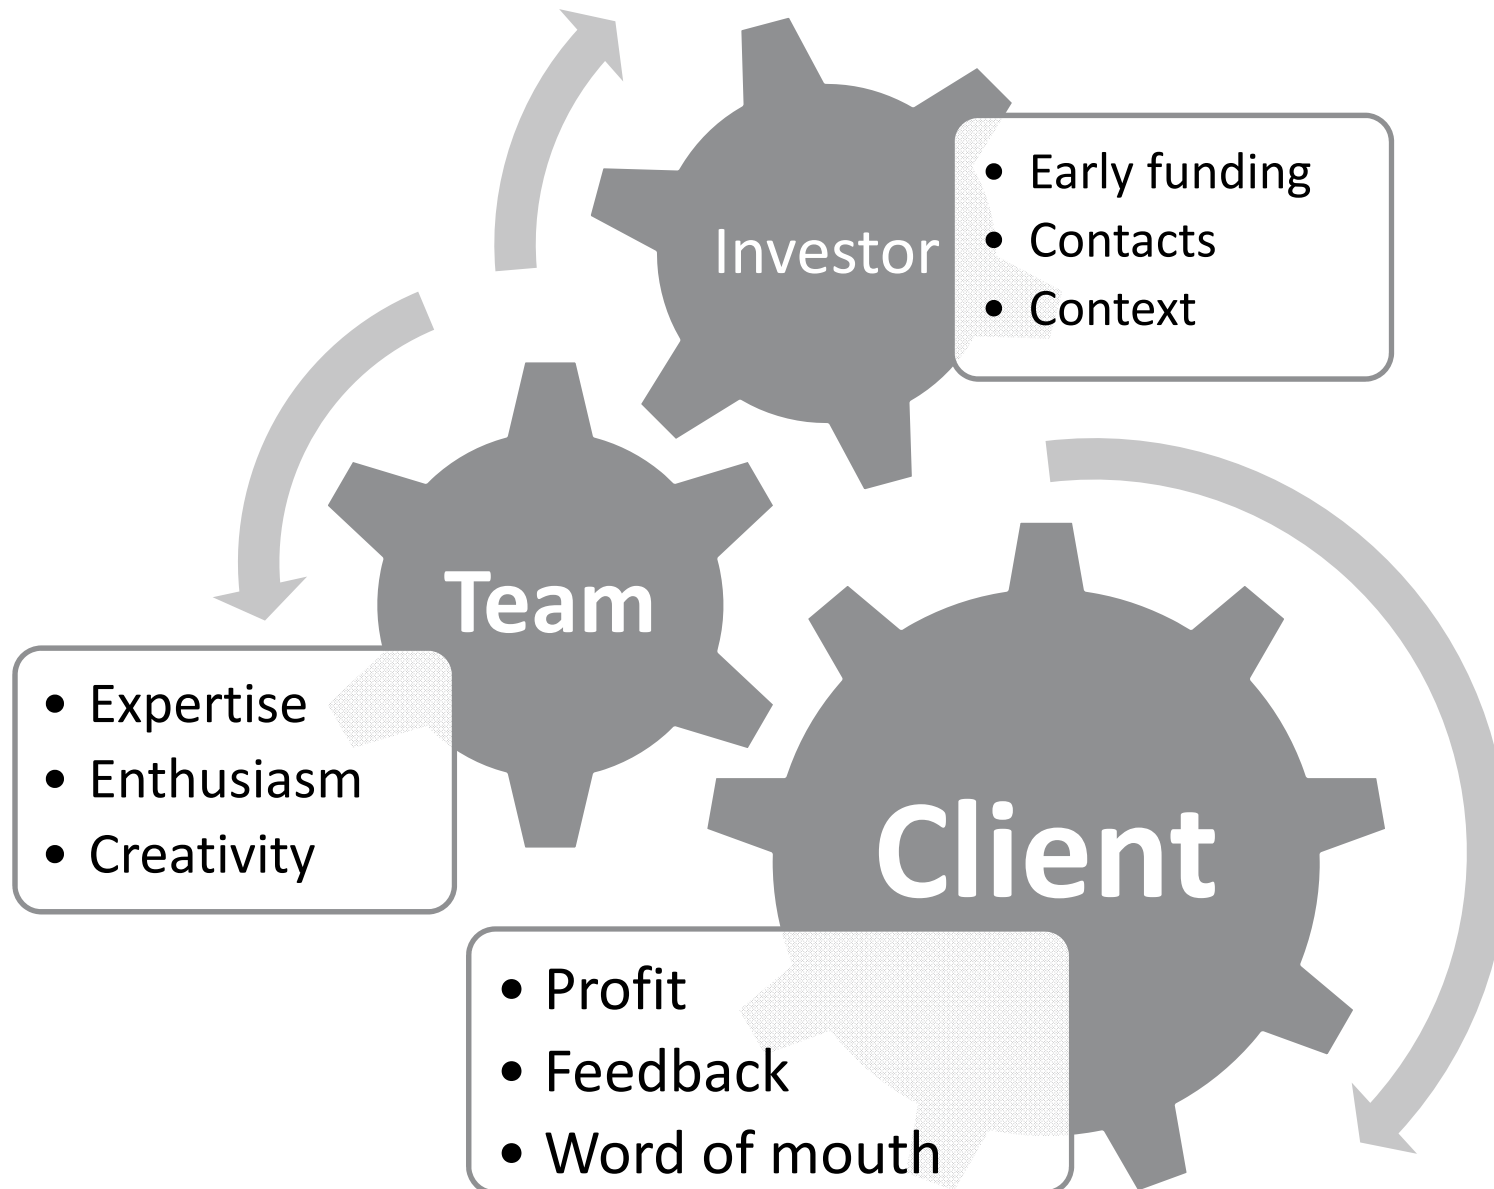 Investor
• Early funding
• Contacts
• Context
Team
• Expertise
• Enthusiasm
• Creativity
Client
• Profit
• Feedback
• Word of mouth